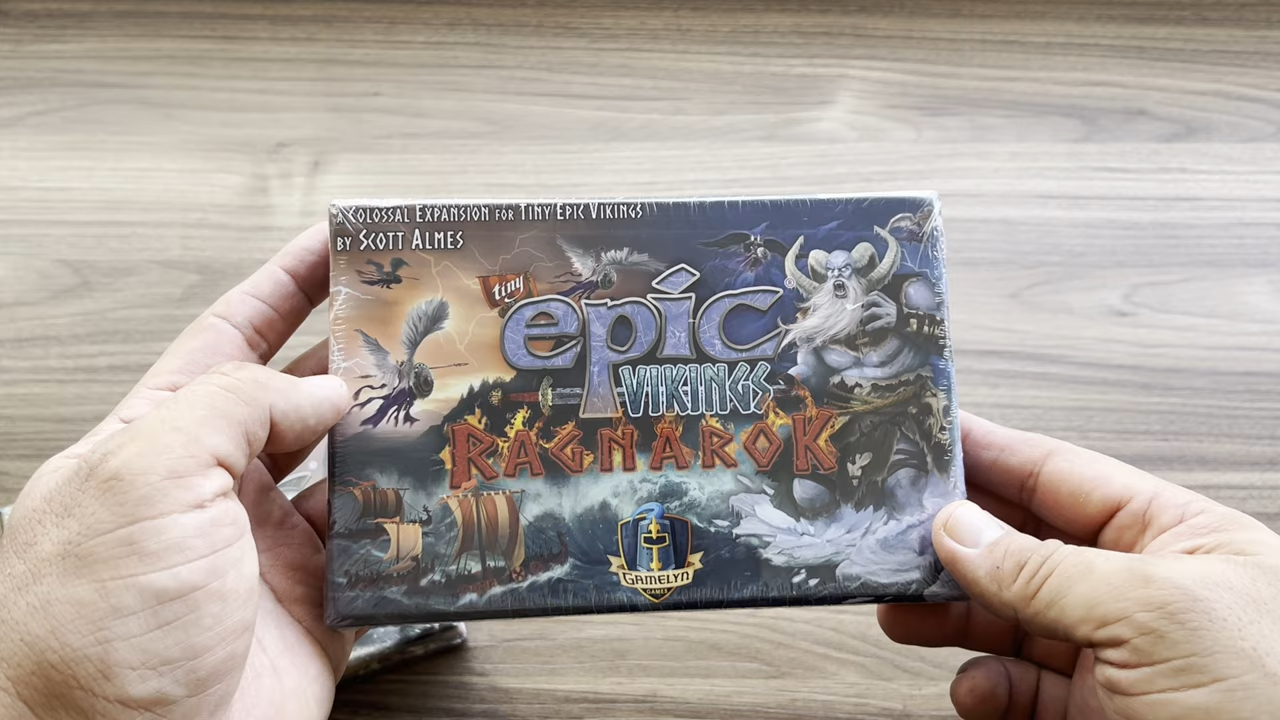 A COLOSSAL EXPANSION FOR TINY EPIC VIKINGS
BY SCOTT ALMES
tiny
epic
®
VIKINGS
RAGNAROK
GAMELYN
GAMES